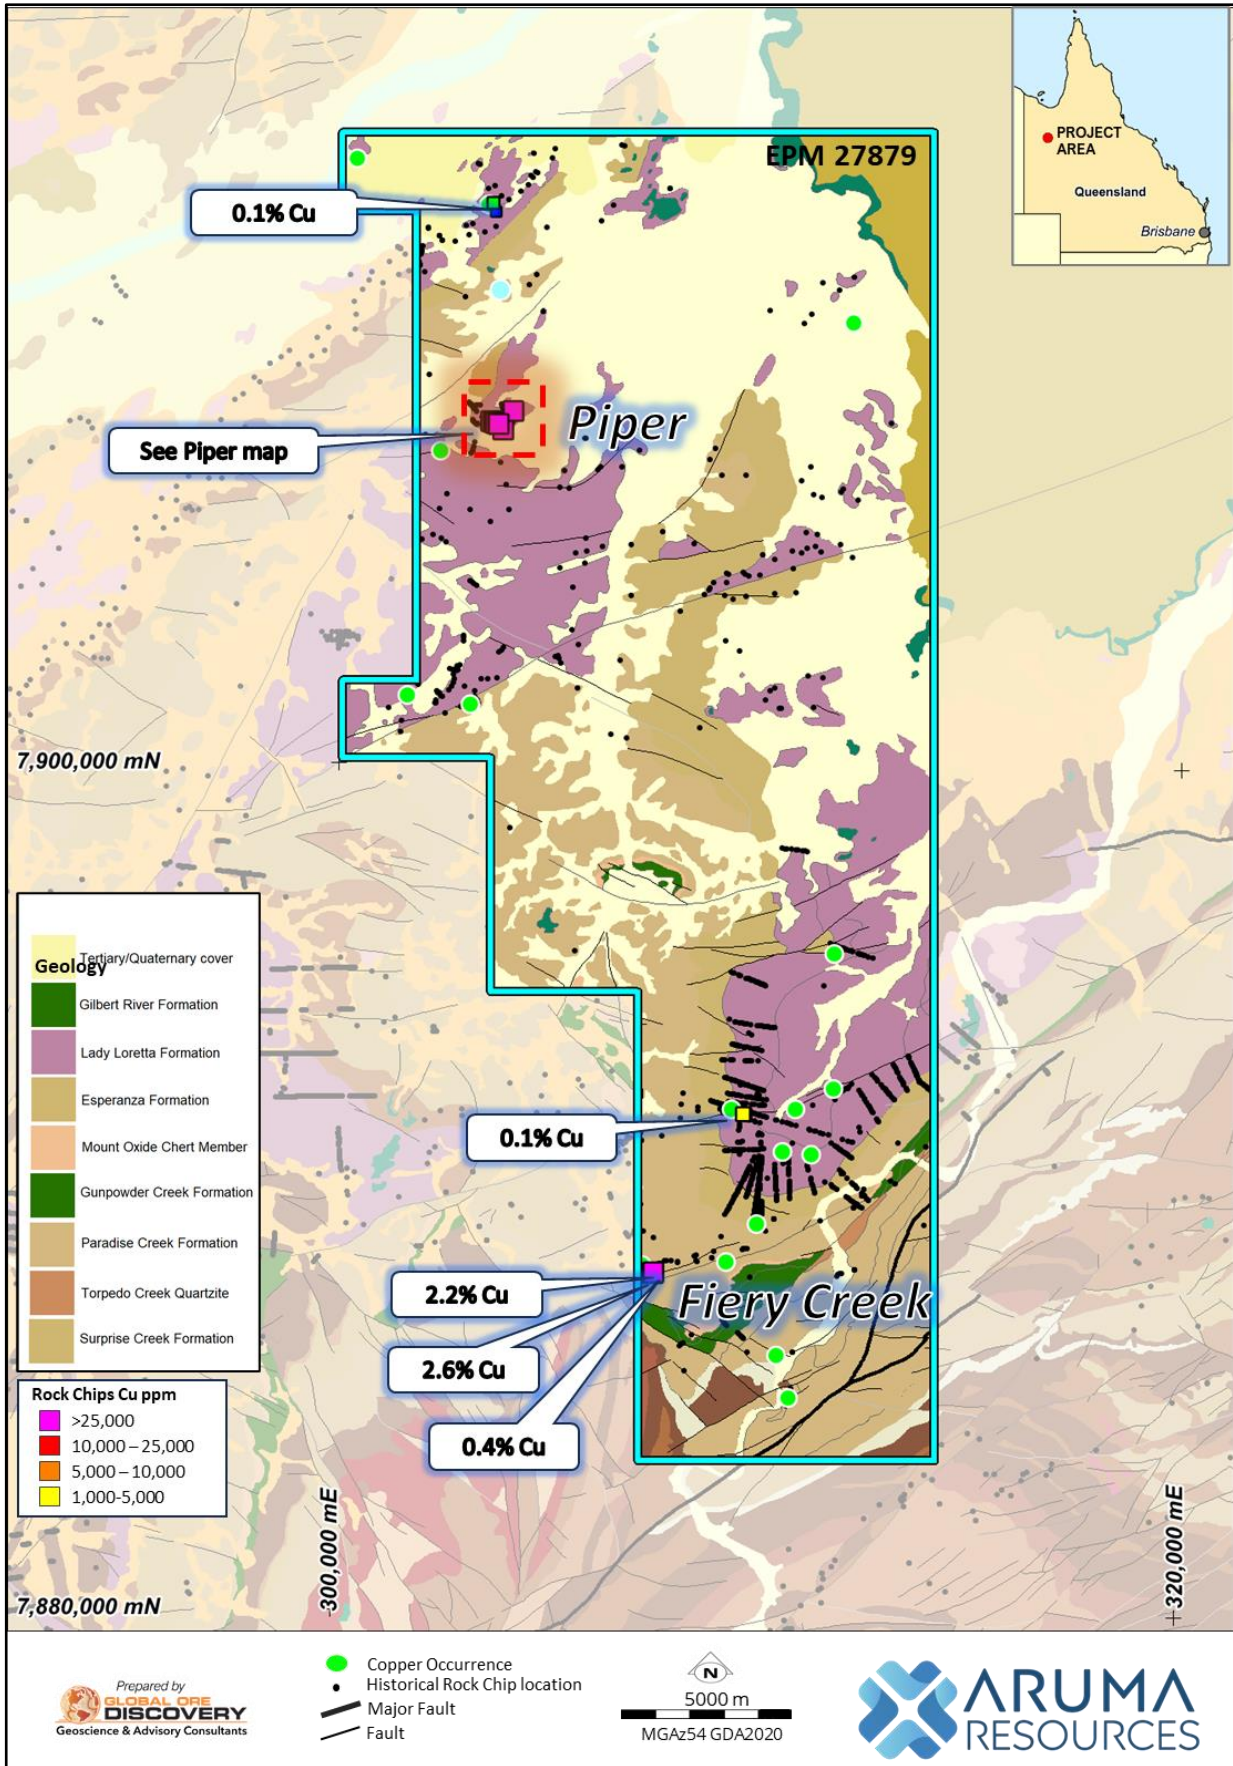 EPM 27879
PROJECT
AREA
Queensland
Brisbane
0.1% Cu
Piper
See Piper map
7,900,000 mN
Geology
Tertiary/Quaternary cover
Gilbert River Formation
Lady Loretta Formation
Esperanza Formation
Mount Oxide Chert Member
Gunpowder Creek Formation
Paradise Creek Formation
Torpedo Creek Quartzite
Surprise Creek Formation
0.1% Cu
2.2% Cu
Fiery Creek
2.6% Cu
0.4% Cu
Rock Chips Cu ppm
>25,000
10,000 – 25,000
5,000 – 10,000
1,000-5,000
300,000 mE
320,000 mE
7,880,000 mN
Prepared by
GLOBAL ORE
DISCOVERY
Geoscience & Advisory Consultants
Copper Occurrence
Historical Rock Chip location
Major Fault
Fault
N
5000 m
MGAz54 GDA2020
ARUMA
RESOURCES